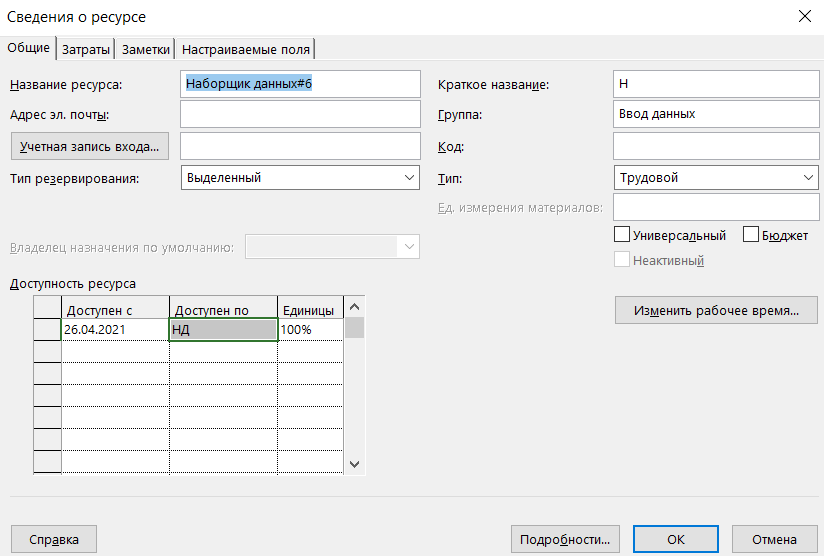 Сведения о ресурсе
Общие Затраты Заметки Настраиваемые поля
Название ресурса: Наборщик данных#6 Краткое название: Н
Адрес эл. почты: Группа: Ввод данных
Учетная запись входа... Код:
Тип резервирования: Выделенный Тип: Трудовой
Ед. измерения материалов:
Универсальный Бюджет
Владелец назначения по умолчанию:
Неактивный
Доступность ресурса
Доступен с Доступен по Единицы
Изменить рабочее время...
26.04.2021 НД 100%
Справка Подробности... ОК Отмена